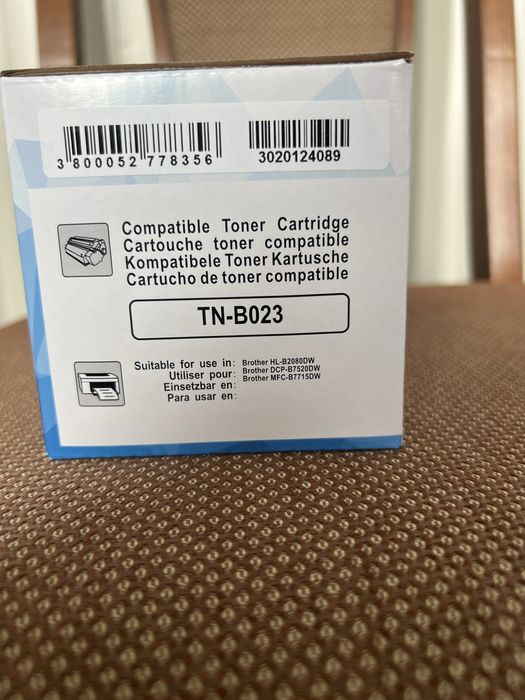 3 800052 778356
3020124089
Compatible Toner Cartridge
Cartouche toner compatible
Kompatibele Toner Kartusche
Cartucho de toner compatible
TN-B023
Suitable for use in: Brother HL-B2080DW
Utiliser pour: Brother DCP-B7520DW
Einsetzbar en: Brother MFC-B7715DW
Para usar en: